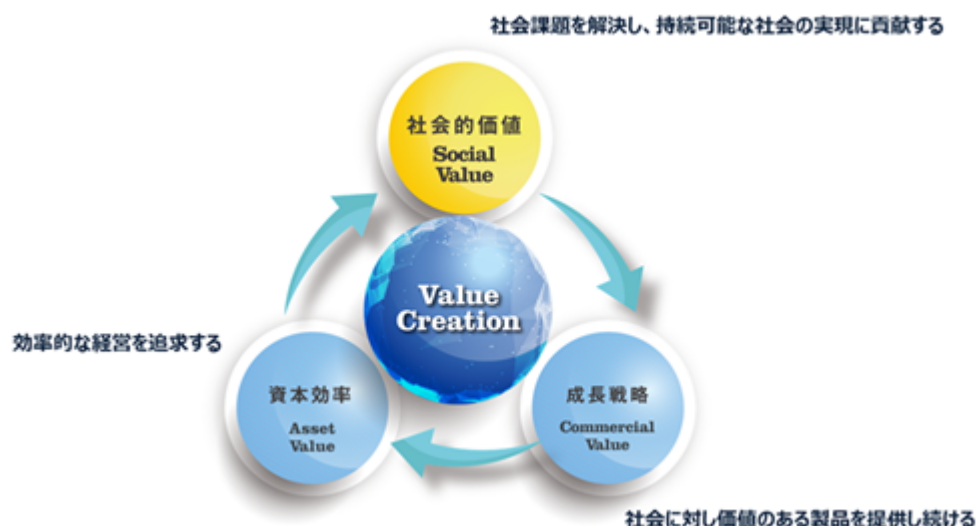 社会課題を解決し、持続可能な社会の実現に貢献する
社会的価値
Social
Value
Value
Creation
効率的な経営を追求する
資本効率
Asset
Value
成長戦略
Commercial
Value
社会に対し価値のある製品を提供し続ける